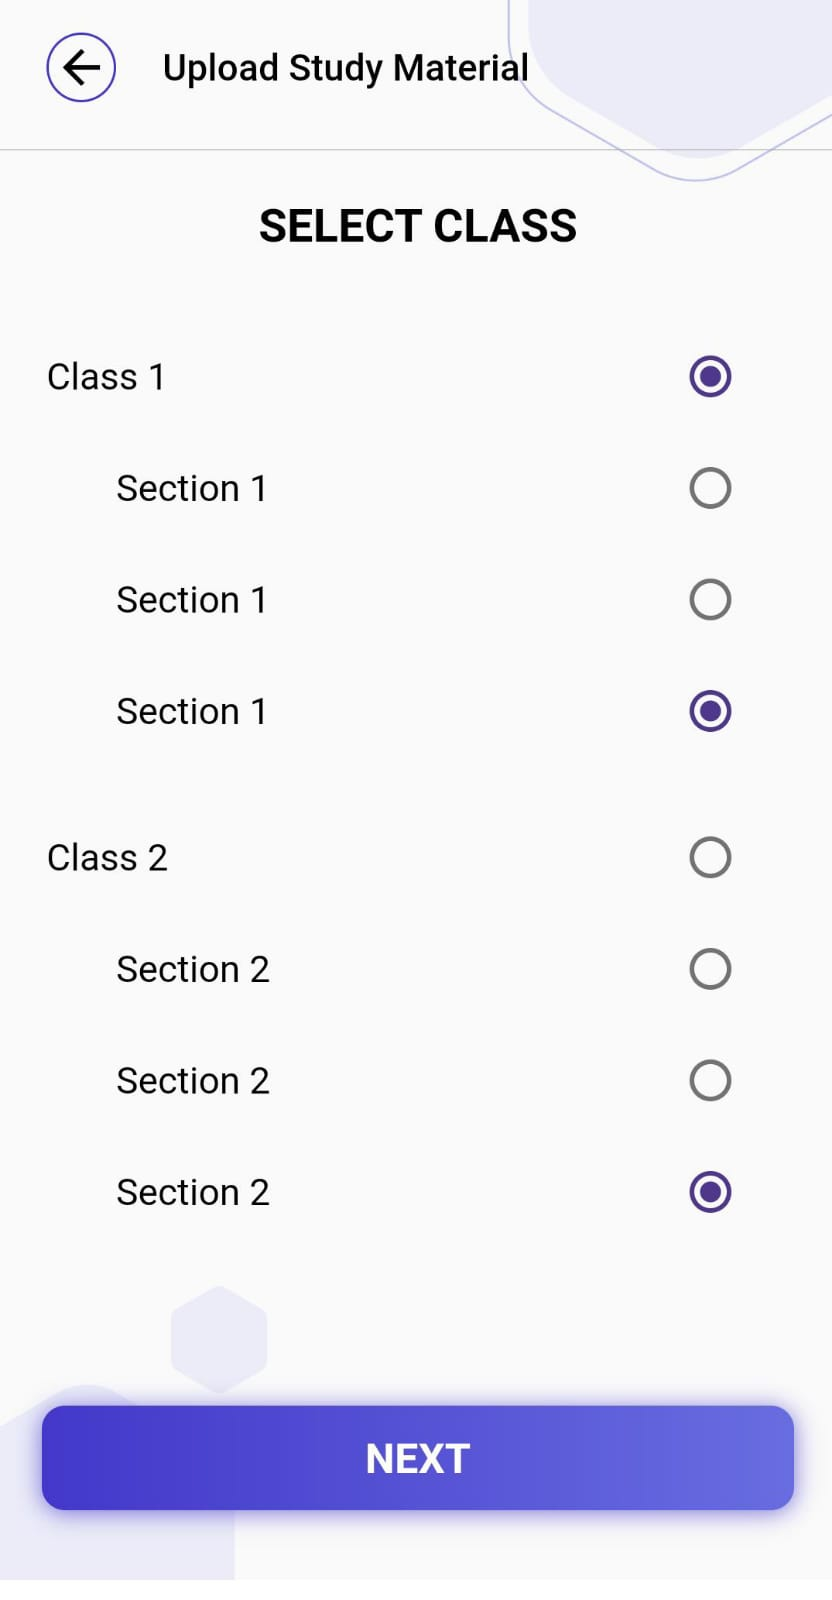 Upload Study Material
SELECT CLASS
Class 1
Section 1
Section 1
Section 1
Class 2
Section 2
Section 2
Section 2
NEXT